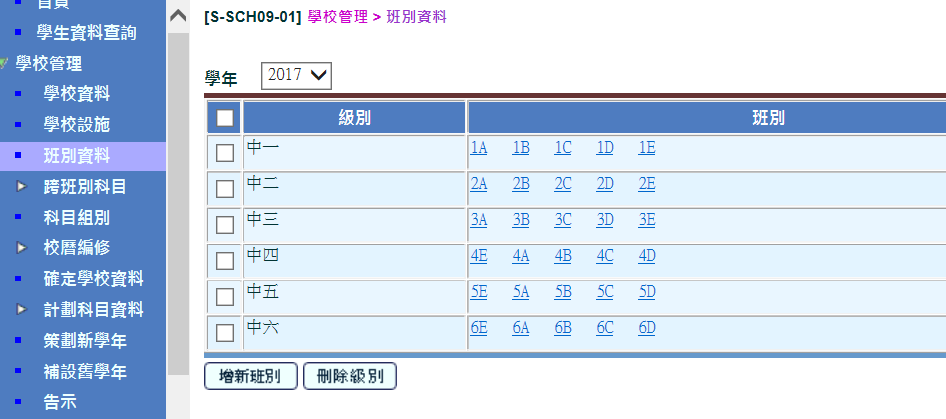 首頁
學生資料查詢
學校管理
學校資料
學校設施
班別資料
跨班別科目
科目組別
校曆編修
確定學校資料
計劃科目資料
策劃新學年
補設舊學年
告示
[S-SCH09-01] 學校管理 > 班別資料
學年 2017
級別 班別
中一 1A 1B 1C 1D 1E
中二 2A 2B 2C 2D 2E
中三 3A 3B 3C 3D 3E
中四 4E 4A 4B 4C 4D
中五 5E 5A 5B 5C 5D
中六 6E 6A 6B 6C 6D
增新班別 刪除級別